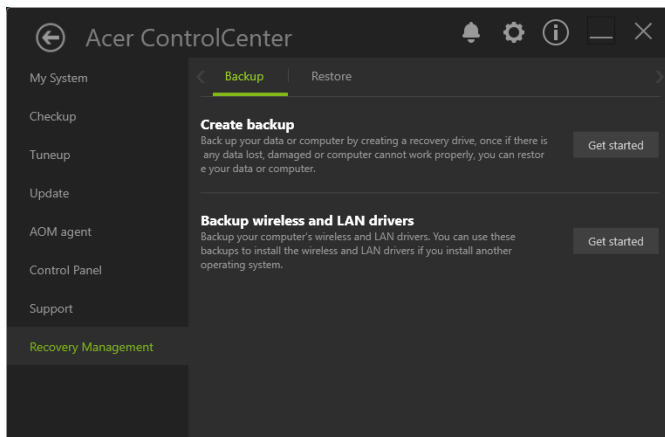 Acer ControlCenter
My System
Checkup
Tuneup
Update
AOM agent
Control Panel
Support
Recovery Management
Backup
Restore
Create backup
Back up your data or computer by creating a recovery drive, once if there is
any data lost, damaged or computer cannot work properly, you can restor
e your data or computer.
Get started
Backup wireless and LAN drivers
Backup your computer's wireless and LAN drivers. You can use these
backups to install the wireless and LAN drivers if you install another
operating system.
Get started